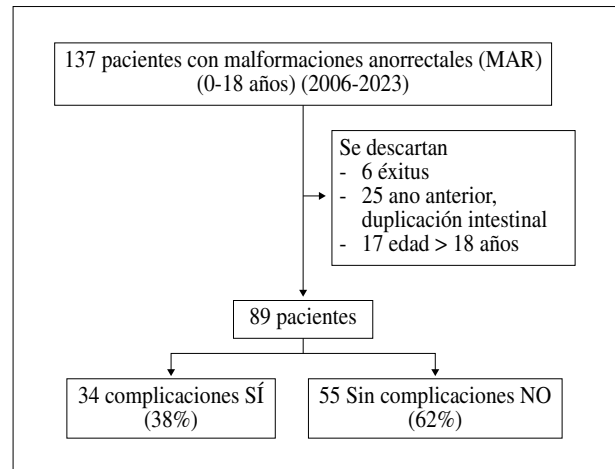 137 pacientes con malformaciones anorrectales (MAR)
(0-18 años) (2006-2023)
Se descartan
- 6 éxitus
- 25 ano anterior,
duplicación intestinal
- 17 edad > 18 años
89 pacientes
34 complicaciones SÍ
(38%)
55 Sin complicaciones NO
(62%)